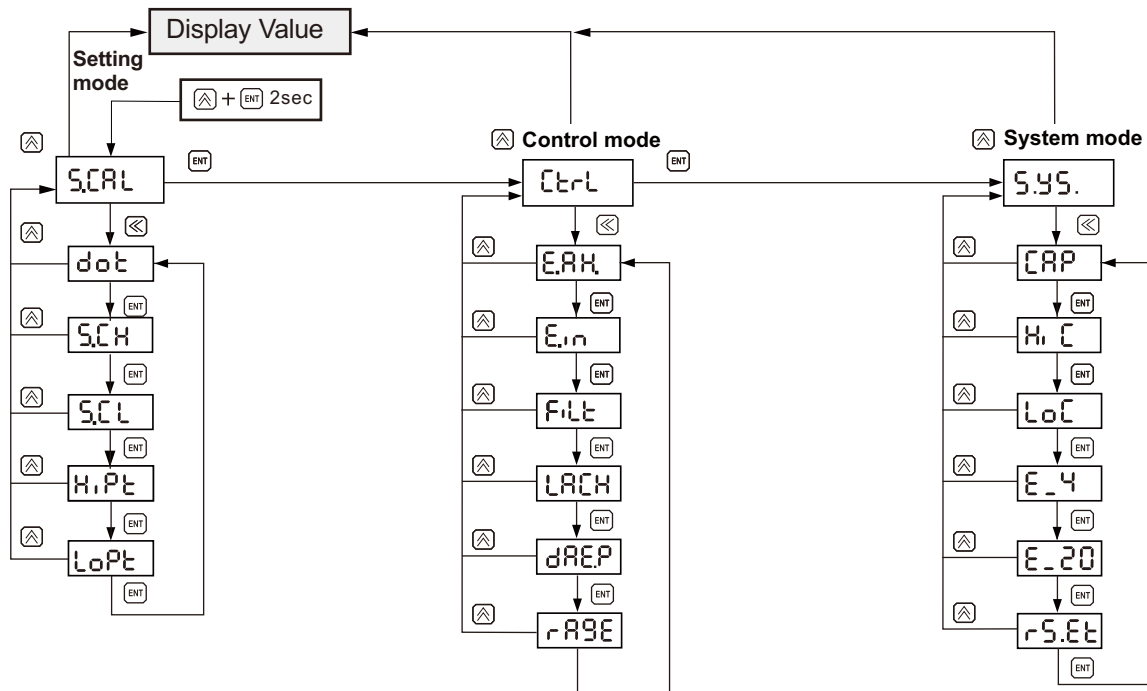 Display Value
Setting
mode
+ ENT 2sec
Control mode
System mode
ENT
ENT
S.CAL
CtrL
S.YS.
dot
E.AH.
CAP
ENT
ENT
ENT
S.CH
E.in
Hi C
ENT
ENT
ENT
S.CL
FiLt
LoC
ENT
ENT
ENT
HiPt
LACH
E_4
ENT
ENT
ENT
LoPt
dAE.P
E_20
ENT
ENT
ENT
rAgE
rS.Et
ENT